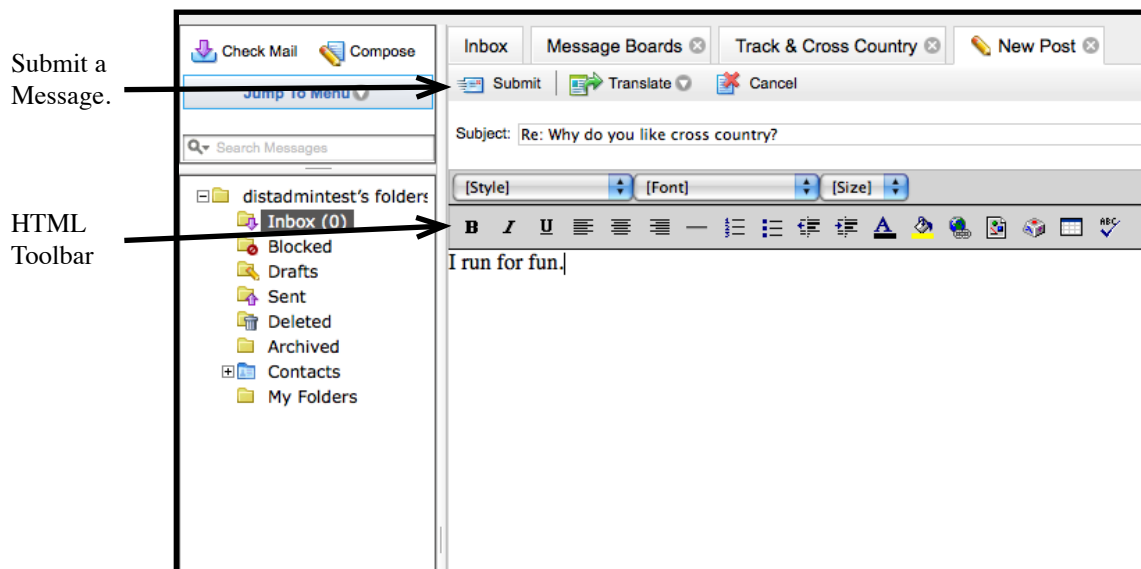 Submit a
Message.
HTML
Toolbar
Check Mail Compose
Jump To Menu
Search Messages
distadmintest's folders
Inbox (0)
Blocked
Drafts
Sent
Deleted
Archived
Contacts
My Folders
Inbox Message Boards Track & Cross Country New Post
Submit Translate Cancel
Subject: Re: Why do you like cross country?
[Style] [Font] [Size]
B I U A ABC
I run for fun.